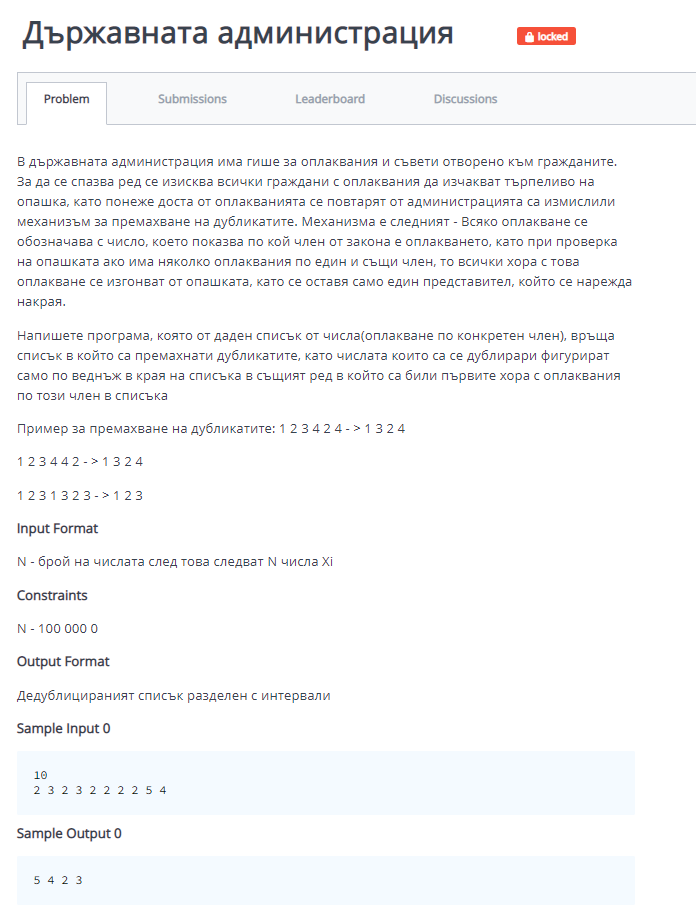 Държавната администрация
locked
Problem Submissions Leaderboard Discussions
В държавната администрация има гише за оплаквания и съвети отворено към гражданите.
За да се спазва ред се изисква всички граждани с оплаквания да изчакват търпеливо на
опашка, като понеже доста от оплакванията се повтарят от администрацията са измислили
механизъм за премахване на дубликатите. Механизма е следният - Всяко оплакване се
обозначава с число, което показва по кой член от закона е оплакването, като при проверка
на опашката ако има няколко оплаквания по един и същи член, то всички хора с това
оплакване се изгонват от опашката, като се оставя само един представител, който се нарежда
накрая.
Напишете програма, която от даден списък от числа(оплакване по конкретен член), връща
списък в който са премахнати дубликатите, като числата които са се дублирари фигурират
само по веднъж в края на списъка в същият ред в който са били първите хора с оплаквания
по този член в списъка
Пример за премахване на дубликатите: 1 2 3 4 2 4 - > 1 3 2 4
1 2 3 4 4 2 - > 1 3 2 4
1 2 3 1 3 2 3 - > 1 2 3
Input Format
N - брой на числата след това следват N числа Xi
Constraints
N - 100 000 0
Output Format
Дедублицираният списък разделен с интервали
Sample Input 0
10
2 3 2 3 2 2 2 2 5 4
Sample Output 0
5 4 2 3